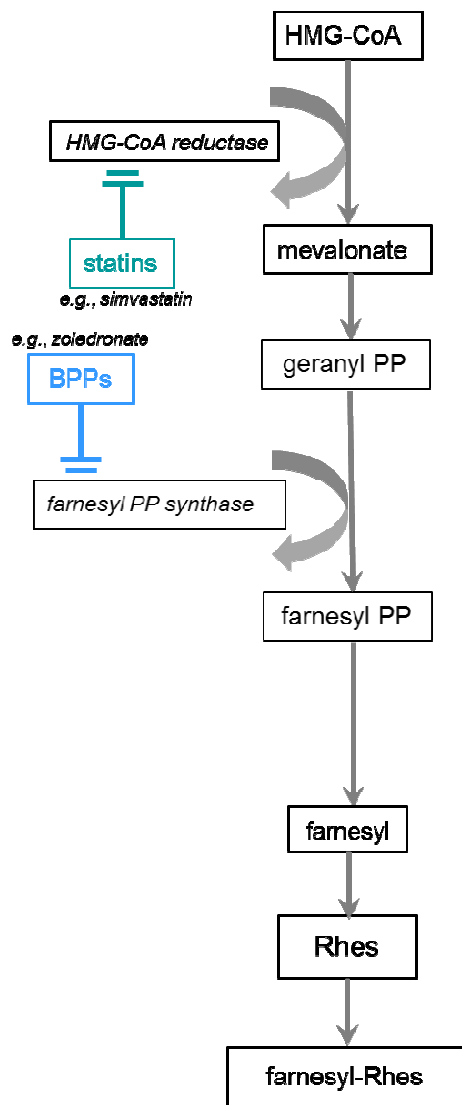 HMG-CoA
HMG-CoA reductase
statins
e.g., simvastatin
mevalonate
e.g., zoledronate
BPPs
geranyl PP
farnesyl PP synthase
farnesyl PP
farnesyl
Rhes
farnesyl-Rhes